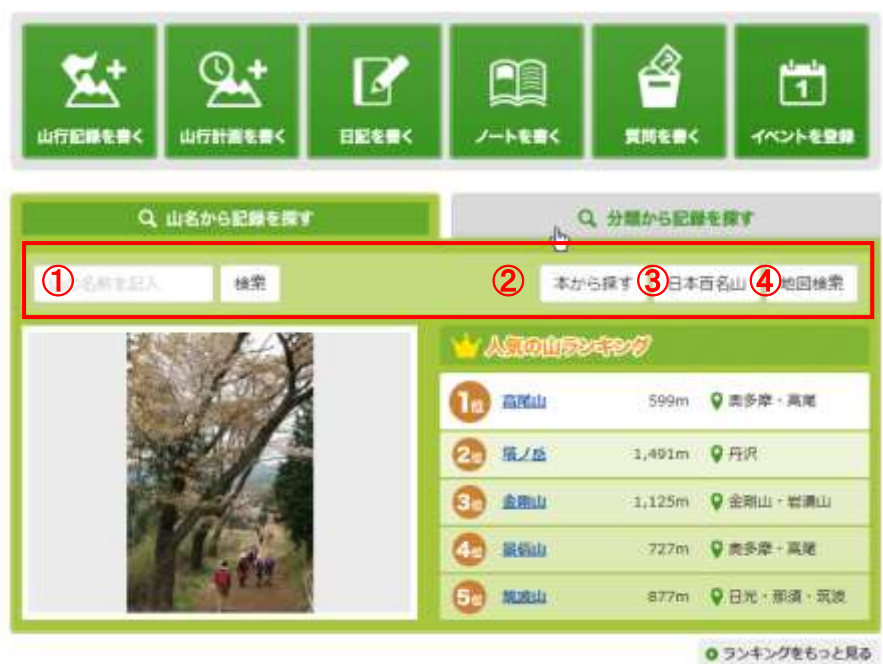 山行記録を書く 山行計画を書く 日記を書く ノートを書く 質問を書く イベントを登録
1
山名から記録を探す 分類から記録を探す
① 名前を記入 検索 ② 本から探す ③ 日本百名山 ④ 地図検索
人気の山ランキング
1位 高尾山 599m 奥多摩・高尾
2位 塔ノ岳 1,491m 丹沢
3位 金剛山 1,125m 金剛山・岩湧山
4位 727m 奥多摩・高尾
5位 筑波山 877m 日光・那須・筑波
ランキングをもっと見る